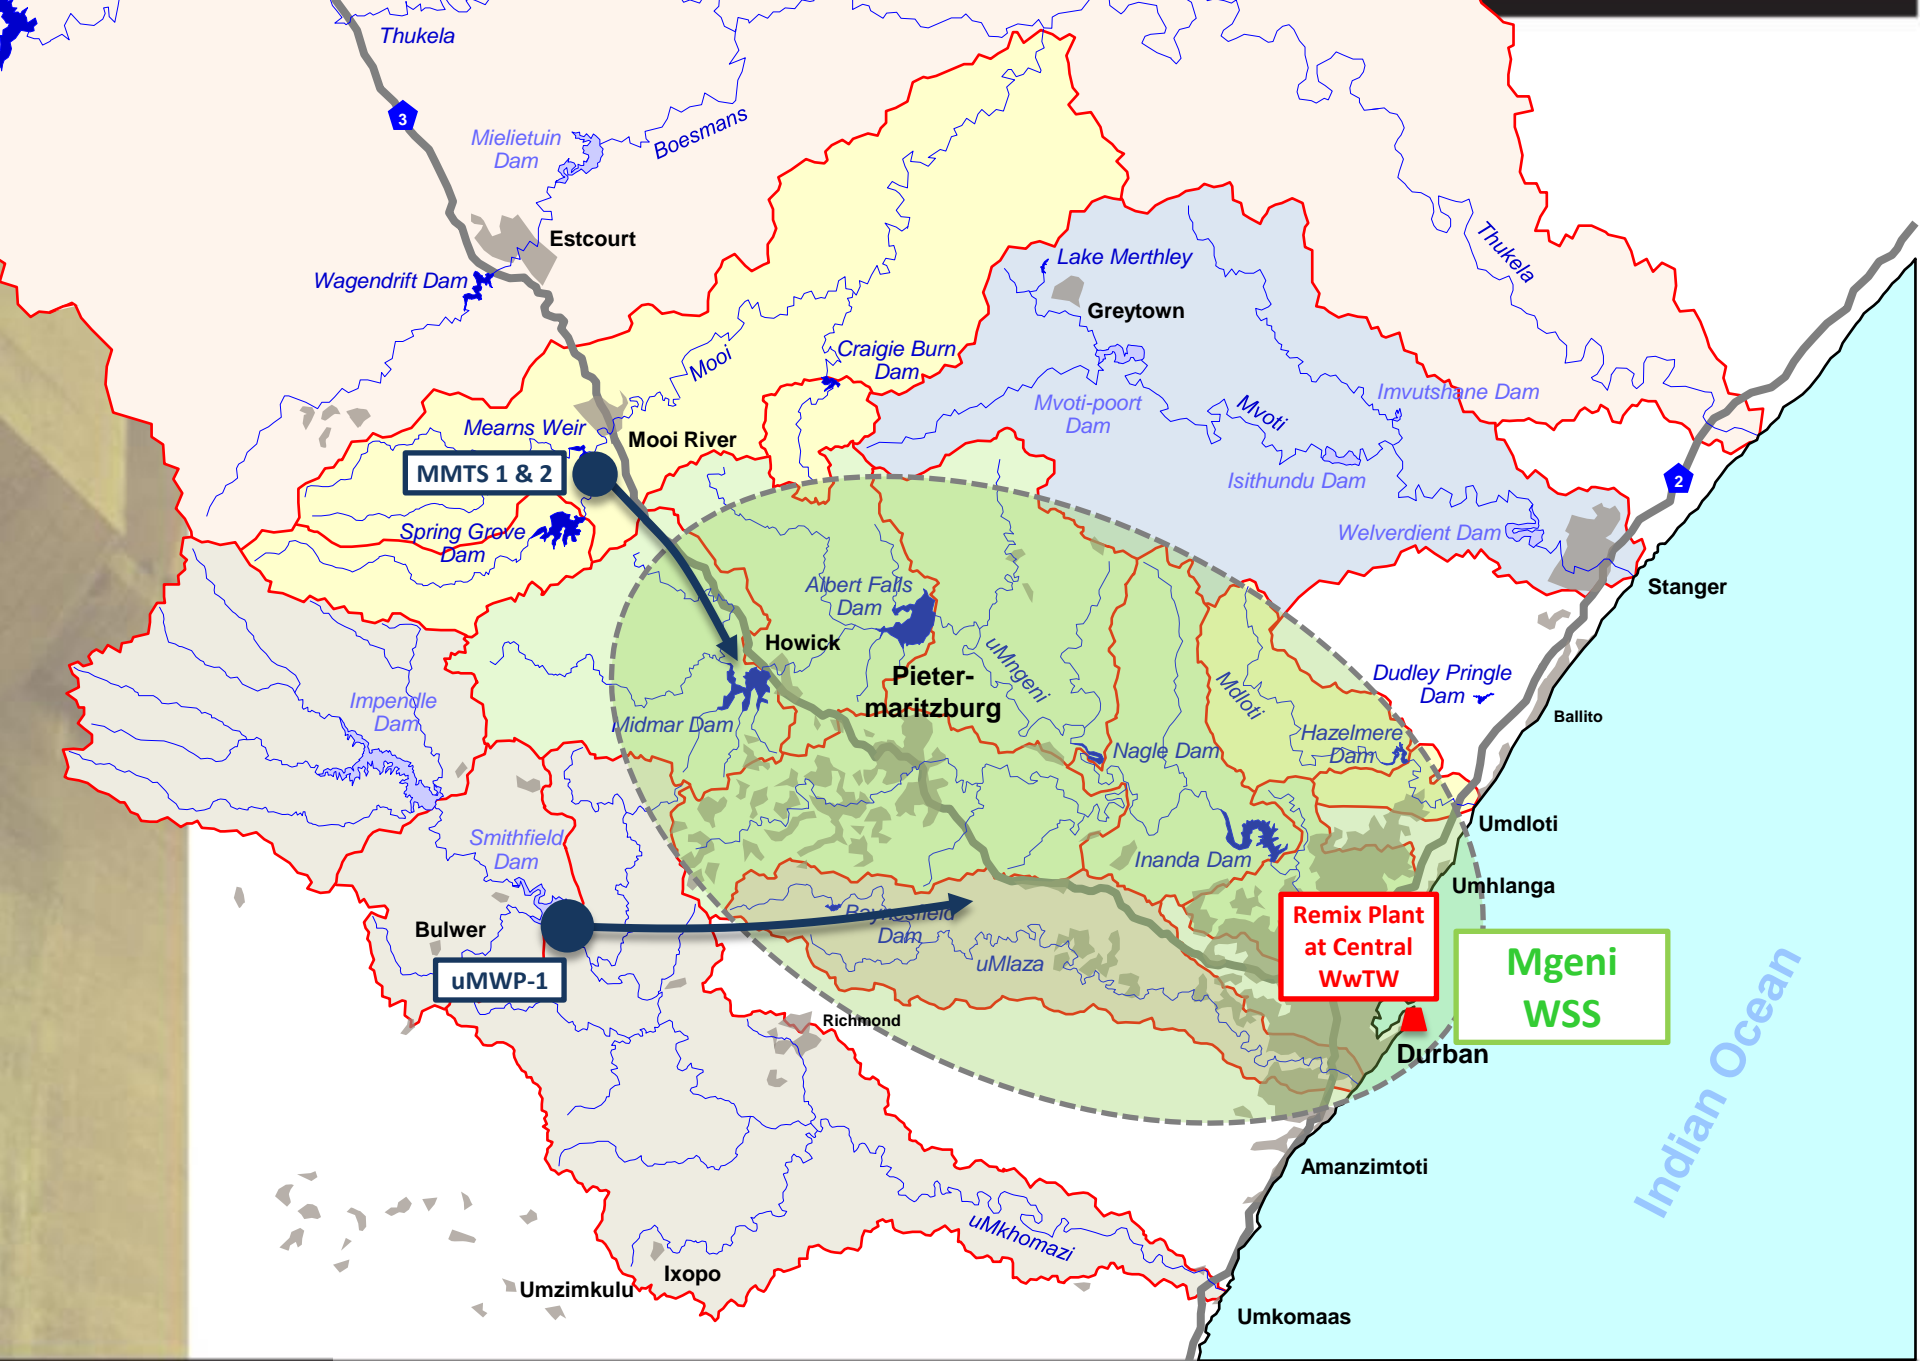 Thukela
3
Mielietuin
Dam
Boesmans
Estcourt
Wagendrift Dam
Lake Merthley
Greytown
Thukela
Craigie Burn
Dam
Mooi
Mvoti-poort
Dam
Mvoti
Imvutshane Dam
Mearns Weir
Mooi River
MMTS 1 & 2
Isithundu Dam
2
Spring Grove
Dam
Welverdient Dam
Stanger
Albert Falls
Dam
Howick
uMngeni
Pieter-
maritzburg
Mdloti
Dudley Pringle
Dam
Impendle
Dam
Midmar Dam
Ballito
Nagle Dam
Hazelmere
Dam
Smithfield
Dam
Umdloti
Inanda Dam
Umhlanga
Bulwer
Baynesfield
Dam
Remix Plant
at Central
WwTW
uMlaza
Mgeni
WSS
uMWP-1
Richmond
Durban
Indian Ocean
Amanzimtoti
uMkhomazi
Ixopo
Umzimkulu
Umkomaas